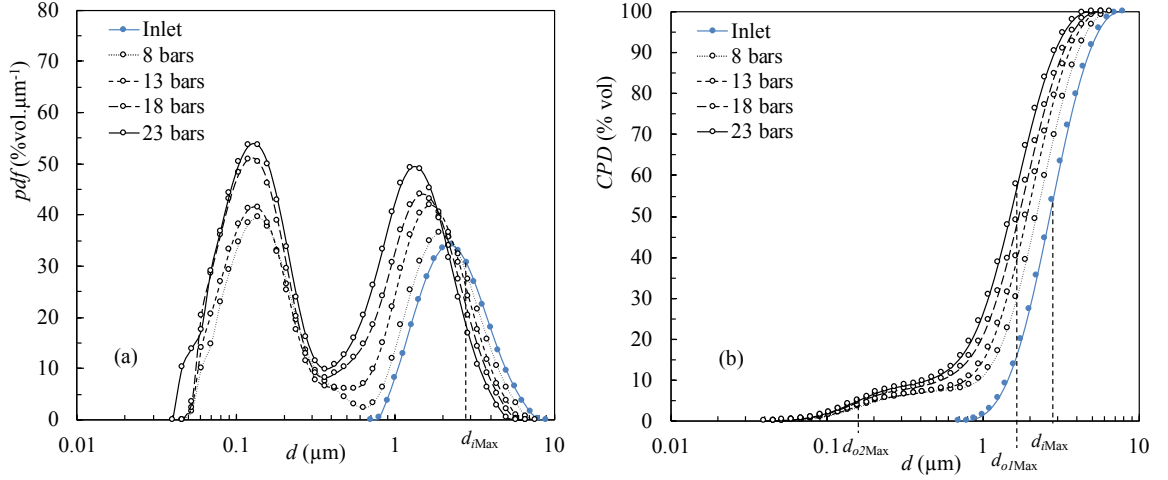 80
70
60
50
40
30
20
10
0
pdf (%vol.µm⁻¹)
Inlet
8 bars
13 bars
18 bars
23 bars
(a)
0.01
0.1
1
10
d (µm)
d_iMax
100
90
80
70
60
50
40
30
20
10
0
CPD (% vol)
Inlet
8 bars
13 bars
18 bars
23 bars
(b)
0.01
0.1
1
10
d_o2Max
d (µm)
d_o1Max
d_iMax